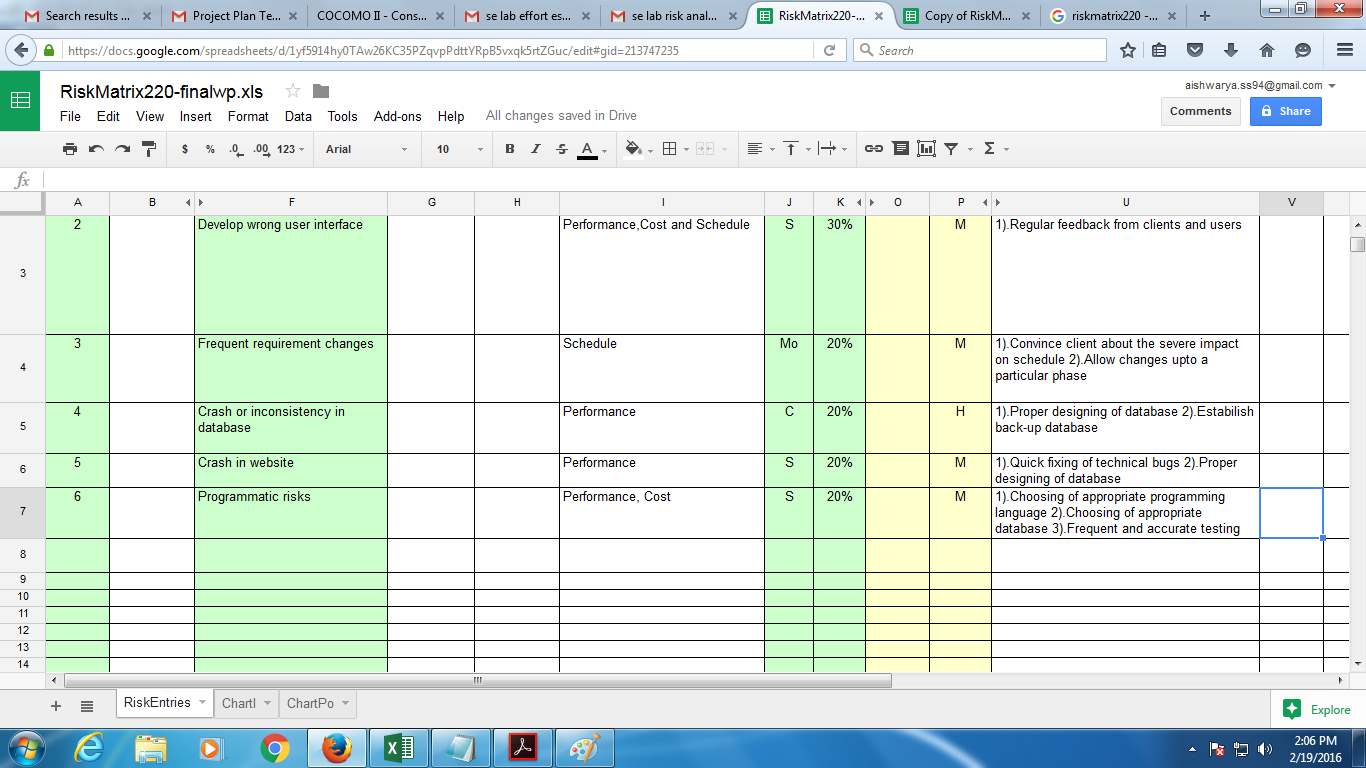 Search results ...
Project Plan Te...
COCOMO II - Cons...
se lab effort es...
se lab risk anal...
RiskMatrix220-...
Copy of RiskM...
riskmatrix220 -...
https://docs.google.com/spreadsheets/d/1yf5914hy0TAw26KC35PZqvpPdttYRpB5vxqk5rtZGuc/edit#gid=213747235
Search
RiskMatrix220-finalwp.xls
aishwarya.ss94@gmail.com
File Edit View Insert Format Data Tools Add-ons Help All changes saved in Drive
Comments Share
$ % .0 .00 123 Arial 10 B I S A Σ
fx
A B F G H I J K O P U V
3
2
Develop wrong user interface
Performance,Cost and Schedule
S
30%
M
1).Regular feedback from clients and users
4
3
Frequent requirement changes
Schedule
Mo
20%
M
1).Convince client about the severe impact
on schedule 2).Allow changes upto a
particular phase
5
4
Crash or inconsistency in
database
Performance
C
20%
H
1).Proper designing of database 2).Estabilish
back-up database
6
5
Crash in website
Performance
S
20%
M
1).Quick fixing of technical bugs 2).Proper
designing of database
7
6
Programmatic risks
Performance, Cost
S
20%
M
1).Choosing of appropriate programming
language 2).Choosing of appropriate
database 3).Frequent and accurate testing
8
9
10
11
12
13
14
RiskEntries ChartI ChartPo
Explore
2:06 PM
2/19/2016